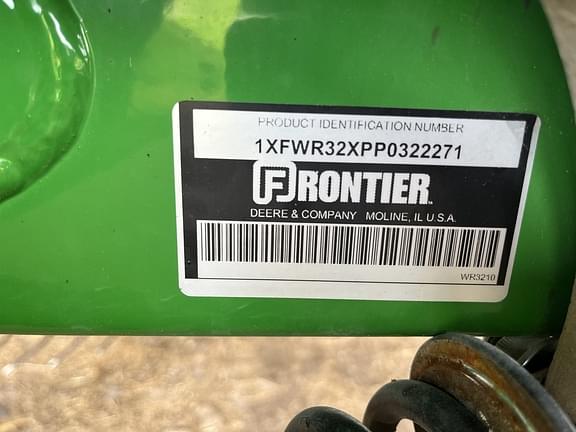 PRODUCT IDENTIFICATION NUMBER
1XFWR32XPP0322271
FRONTIER
DEERE & COMPANY MOLINE, IL U.S.A.
WR3210